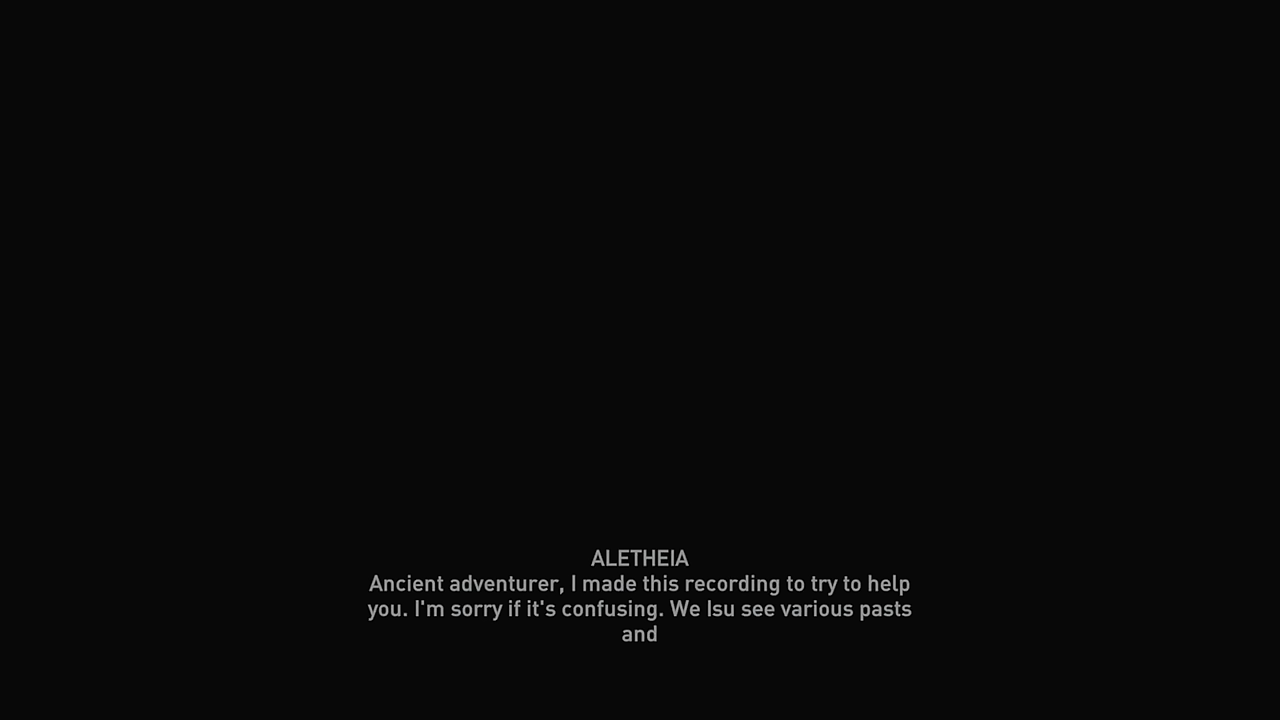 ALETHEIA
Ancient adventurer, I made this recording to try to help
you. I'm sorry if it's confusing. We Isu see various pasts
and